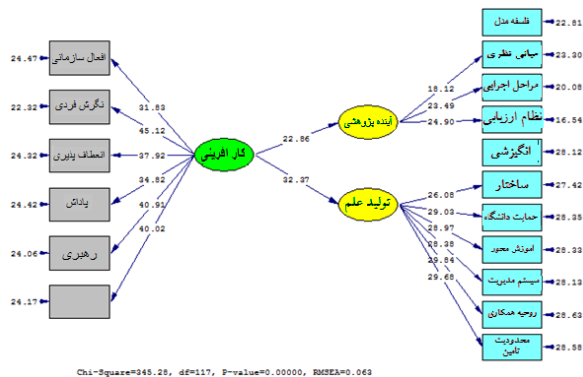 فلسفه مدل
22.81
24.47
افعال سازمانی
31.83
مبانی نظری
23.30
18.12
مراحل اجرایی
20.08
23.49
22.32
نگرش فردی
45.12
آینده پژوهشی
24.90
نظام ارزیابی
16.54
22.86
24.32
انعطاف پذیری
37.92
کار افرینی
انگیزشی
28.12
32.37
24.42
پاداش
34.82
ساختار
27.42
26.08
تولید علم
29.03
حمایت دانشگاه
28.35
40.91
28.97
24.06
رهبری
40.02
اموزش محور
28.33
28.38
سیستم مدیریت
28.13
29.84
24.17
29.68
روحیه همکاری
28.63
محدودیت
تامین
28.58
Chi-Square=345.28, df=117, P-value=0.00000, RMSEA=0.063